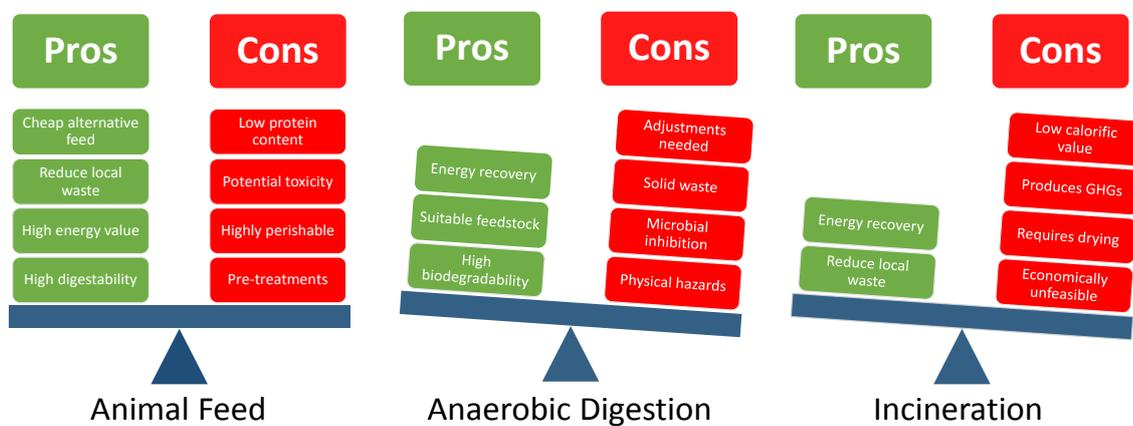 Pros
Cons
Cheap alternative
feed
Reduce local
waste
High energy value
High digestability
Low protein
content
Potential toxicity
Highly perishable
Pre-treatments
Animal Feed
Pros
Cons
Energy recovery
Suitable feedstock
High
biodegradability
Adjustments
needed
Solid waste
Microbial
inhibition
Physical hazards
Anaerobic Digestion
Pros
Cons
Energy recovery
Reduce local
waste
Low calorific
value
Produces GHGs
Requires drying
Economically
unfeasible
Incineration